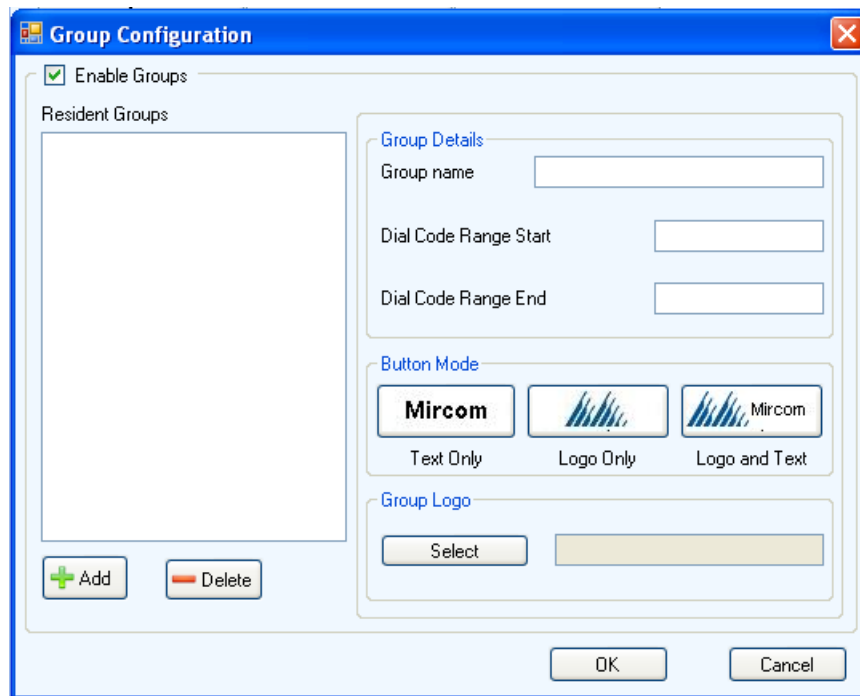 Group Configuration
Enable Groups
Resident Groups
Group Details
Group name
Dial Code Range Start
Dial Code Range End
Button Mode
Mircom
Mircom
Text Only
Logo Only
Logo and Text
Group Logo
Select
Add
Delete
OK
Cancel